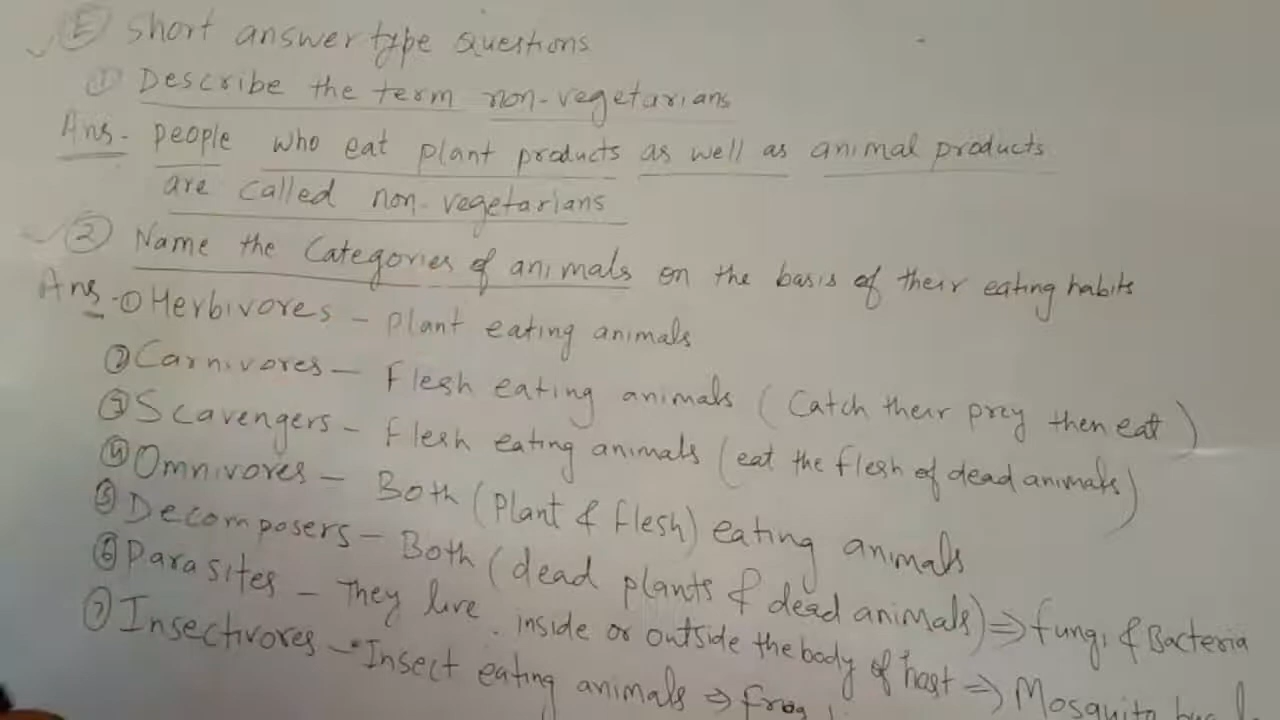 E Short answer type questions
① Describe the term non-vegetarians
Ans- people who eat plant products as well as animal products
are called non-vegetarians
② Name the Categories of animals on the basis of their eating habits
Ans-① Herbivores - plant eating animals
② Carnivores - Flesh eating animals (Catch their prey then eat)
③ Scavengers - flesh eating animals (eat the flesh of dead animals)
④ Omnivores - Both (plant & flesh) eating animals
⑤ Decomposers - Both (dead plants & dead animals) ⇒ fungi & Bacteria
⑥ Parasites - They live inside or outside the body of host ⇒ Mosquito
⑦ Insectivores - Insect eating animals ⇒ frog